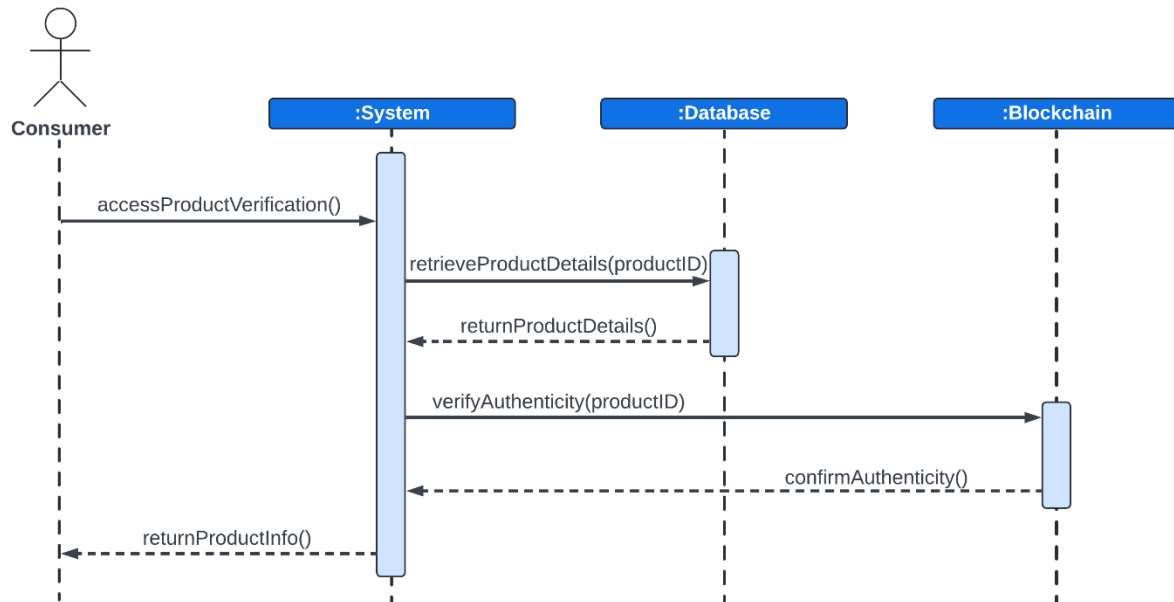 :System
:Database
:Blockchain
Consumer
accessProductVerification()
retrieveProductDetails(productID)
returnProductDetails()
verifyAuthenticity(productID)
confirmAuthenticity()
returnProductInfo()